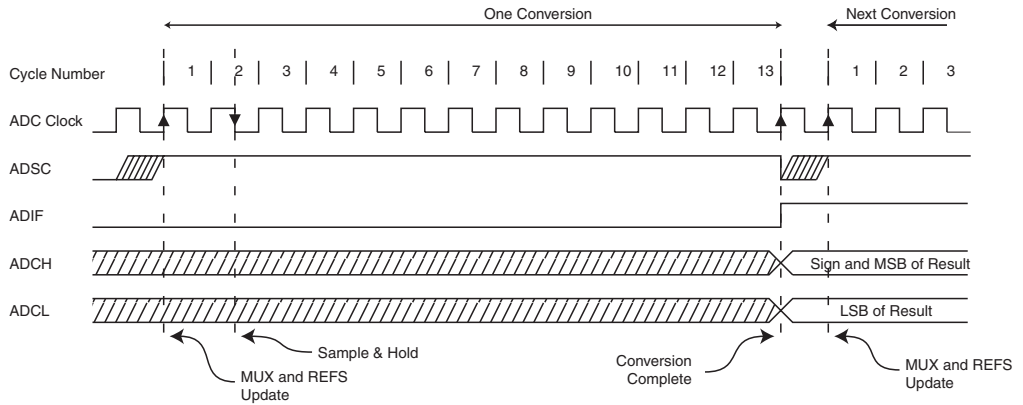 One Conversion
Next Conversion
Cycle Number
1 2 3 4 5 6 7 8 9 10 11 12 13 1 2 3
ADC Clock
ADSC
ADIF
ADCH
Sign and MSB of Result
ADCL
LSB of Result
Sample & Hold
MUX and REFS
Update
Conversion
Complete
MUX and REFS
Update